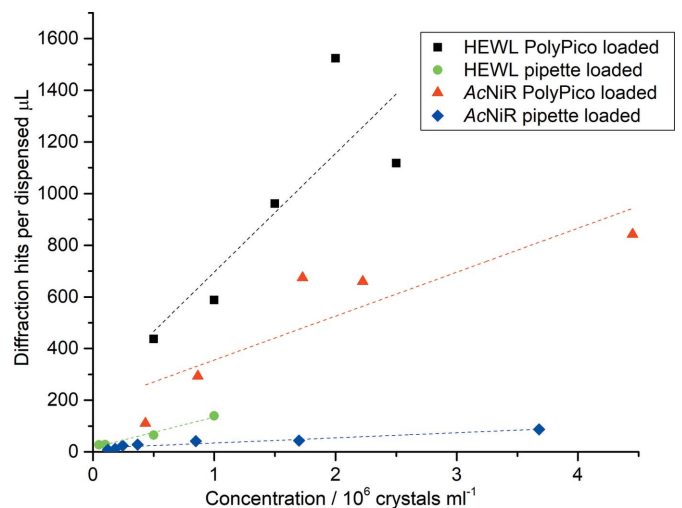 1600
1400
1200
1000
800
600
400
200
0
Diffraction hits per dispensed μL
HEWL PolyPico loaded
HEWL pipette loaded
AcNiR PolyPico loaded
AcNiR pipette loaded
0 1 2 3 4
Concentration / 10⁶ crystals ml⁻¹